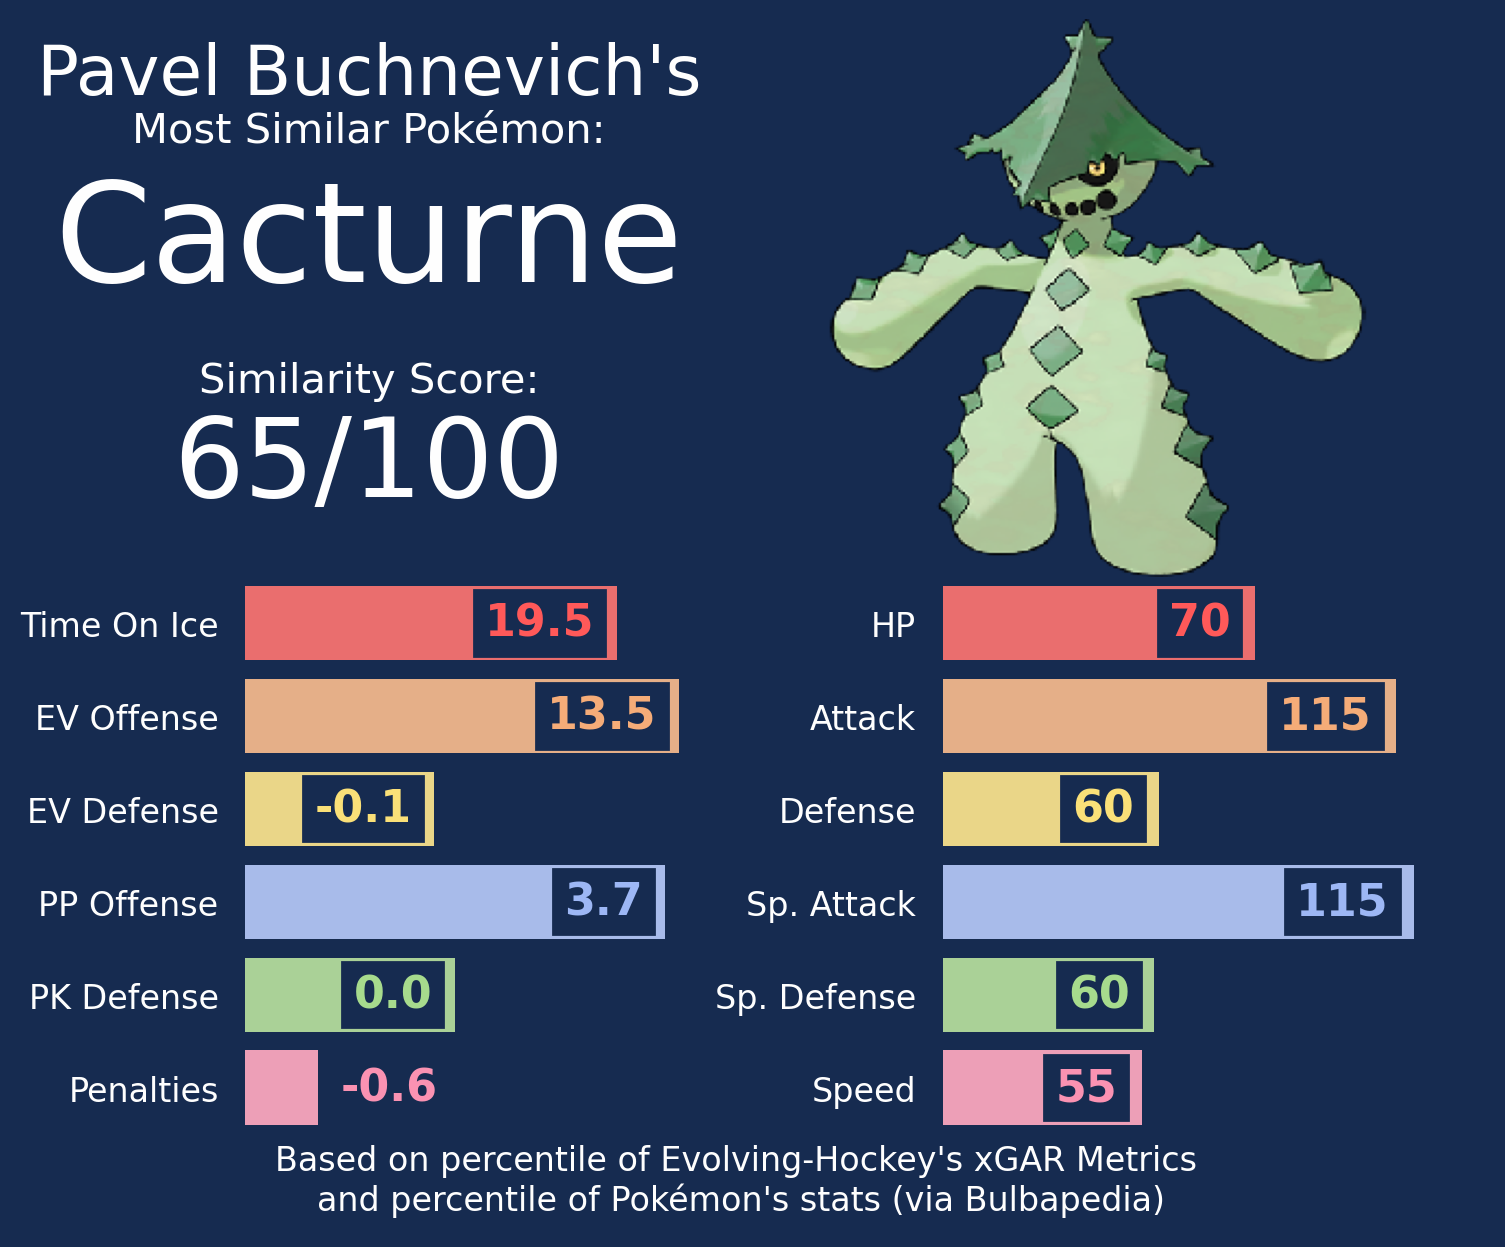 Pavel Buchnevich's
Most Similar Pokémon:
Cacturne
Similarity Score:
65/100
Time On Ice 19.5
EV Offense 13.5
EV Defense -0.1
PP Offense 3.7
PK Defense 0.0
Penalties -0.6
HP 70
Attack 115
Defense 60
Sp. Attack 115
Sp. Defense 60
Speed 55
Based on percentile of Evolving-Hockey's xGAR Metrics
and percentile of Pokémon's stats (via Bulbapedia)